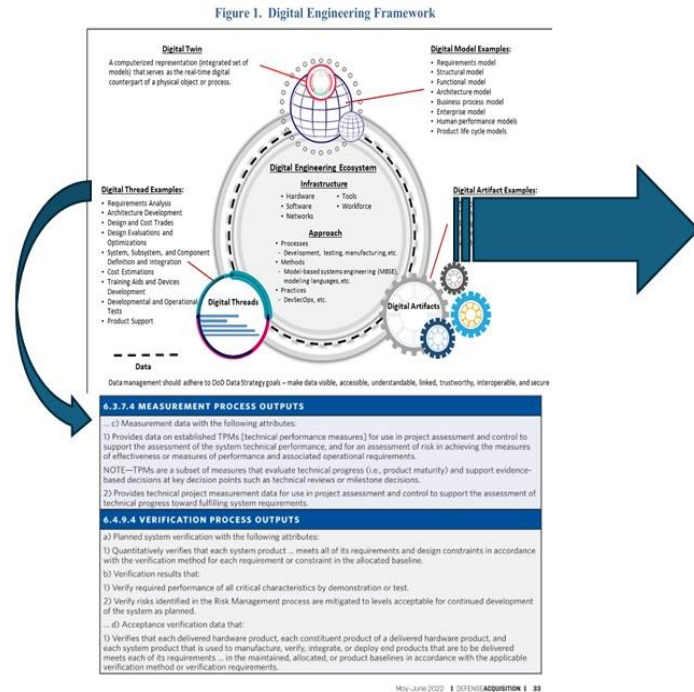 Figure 1. Digital Engineering Framework
Digital Twin
A computerized representation (integrated set of
models) that serves as the real-time digital
counterpart of a physical object or process.
Digital Model Examples:
• Requirements model
• Structural model
• Functional model
• Architecture model
• Business process model
• Enterprise model
• Human performance models
• Product life cycle models
Digital Engineering Ecosystem
Infrastructure
• Hardware
• Software
• Networks
• Tools
• Workforce
Approach
• Processes
- Development, testing, manufacturing, etc.
• Methods
- Model-based systems engineering (MBSE),
modeling languages, etc.
• Practices
- DevSecOps, etc.
Digital Thread Examples:
• Requirements Analysis
• Architecture Development
• Design and Cost Trades
• Design Evaluations and
Optimizations
• System, Subsystem, and Component
Definition and Integration
• Cost Estimations
• Training Aids and Devices
Development
• Developmental and Operational
Tests
• Product Support
Digital Artifact Examples:
Digital Threads
Digital Artifacts
Data
Data management should adhere to DoD Data Strategy goals – make data visible, accessible, understandable, linked, trustworthy, interoperable, and secure
6.3.7.4 MEASUREMENT PROCESS OUTPUTS
... c) Measurement data with the following attributes:
1) Provides data on established TPMs [technical performance measures] for use in project assessment and control to
support the assessment of the system technical performance, and for an assessment of risk in achieving the measures
of effectiveness or measures of performance and associated operational requirements.
NOTE—TPMs are a subset of measures that evaluate technical progress (i.e., product maturity) and support evidence-
based decisions at key decision points such as technical reviews or milestone decisions.
2) Provides technical project measurement data for use in project assessment and control to support the assessment of
technical progress toward fulfilling system requirements.
6.4.9.4 VERIFICATION PROCESS OUTPUTS
a) Planned system verification with the following attributes:
1) Quantitatively verifies that each system product ... meets all of its requirements and design constraints in accordance
with the verification method for each requirement or constraint in the allocated baseline.
b) Verification results that:
1) Verify required performance of all critical characteristics by demonstration or test.
2) Verify risks identified in the Risk Management process are mitigated to levels acceptable for continued development
of the system as planned.
... d) Acceptance verification data that:
1) Verifies that each delivered hardware product, each constituent product of a delivered hardware product, and
each system product that is used to manufacture, verify, integrate, or deploy end products that are to be delivered
meets each of its requirements ... in the maintained, allocated, or product baselines in accordance with the applicable
verification method or verification requirements.
May-June 2022 | DEFENSEACQUISITION | 33